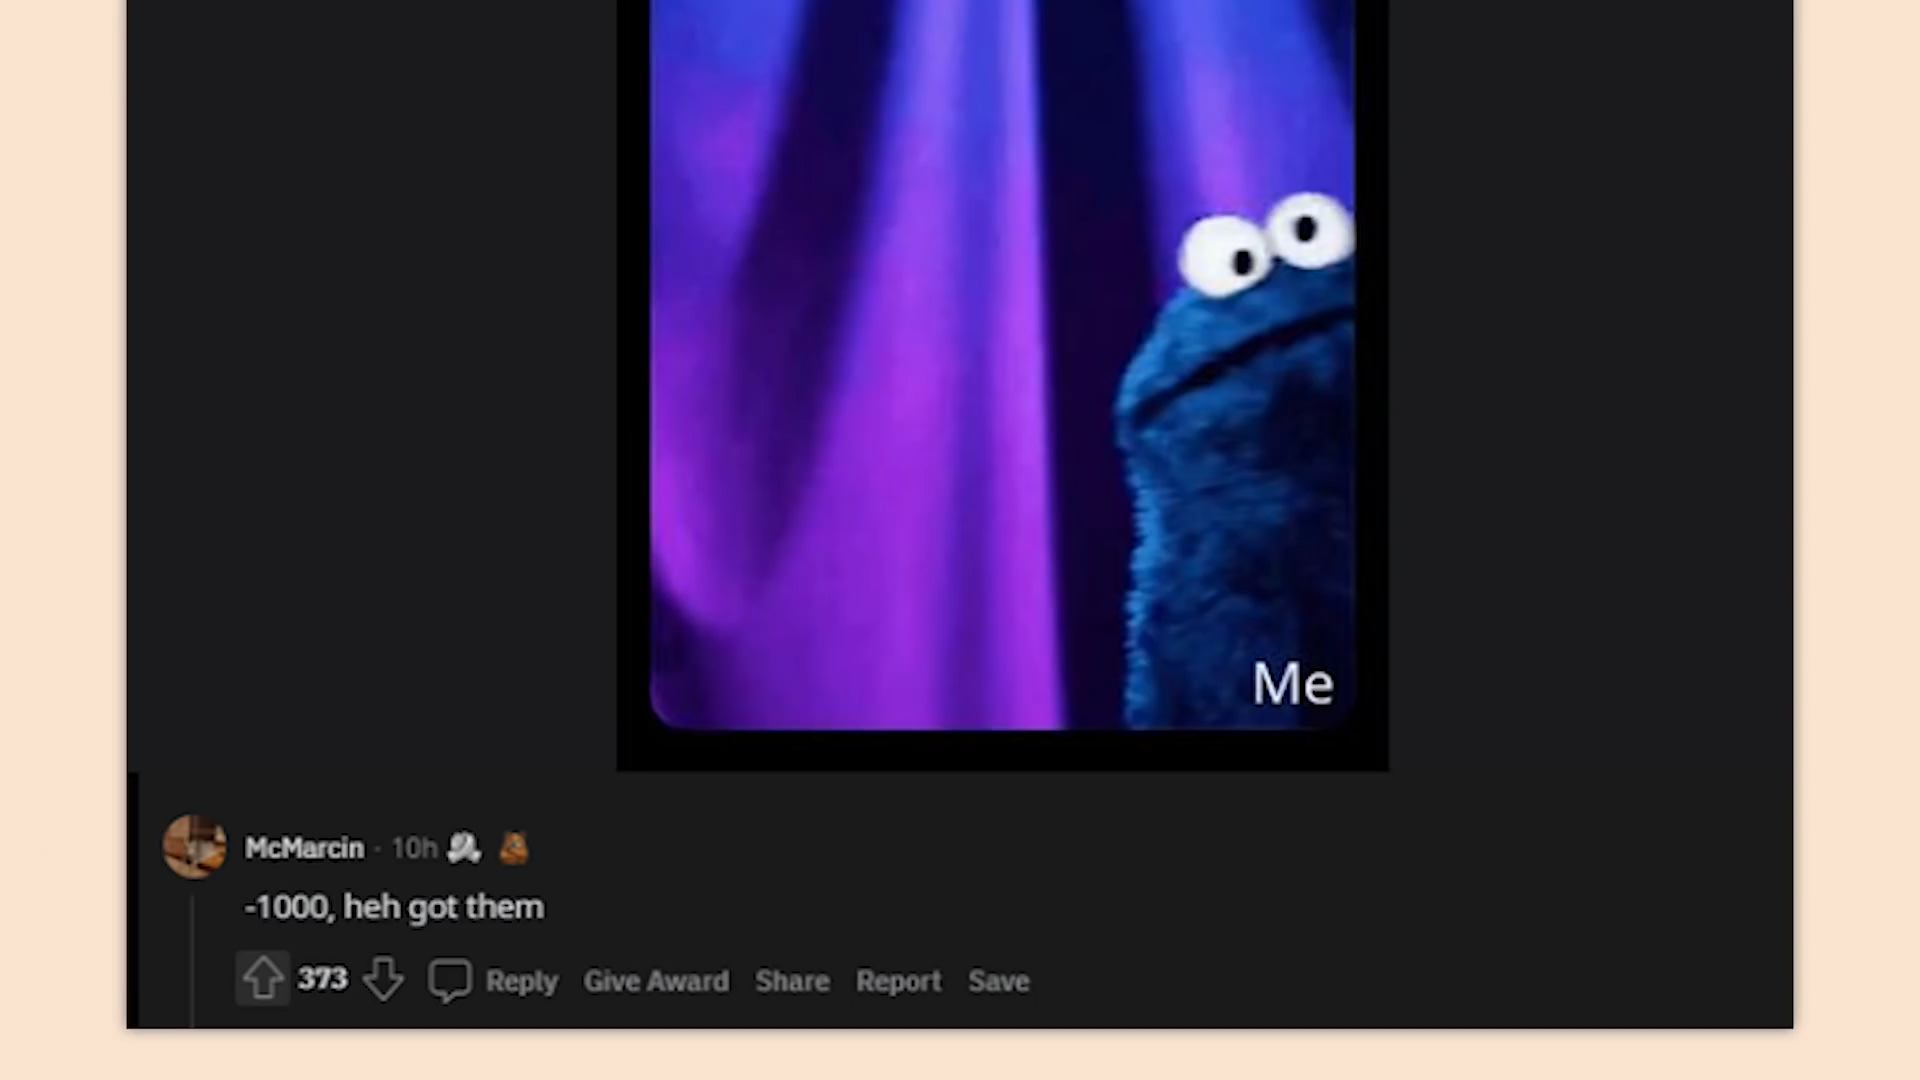 Me
McMarcin · 10h
-1000, heh got them
373 Reply Give Award Share Report Save